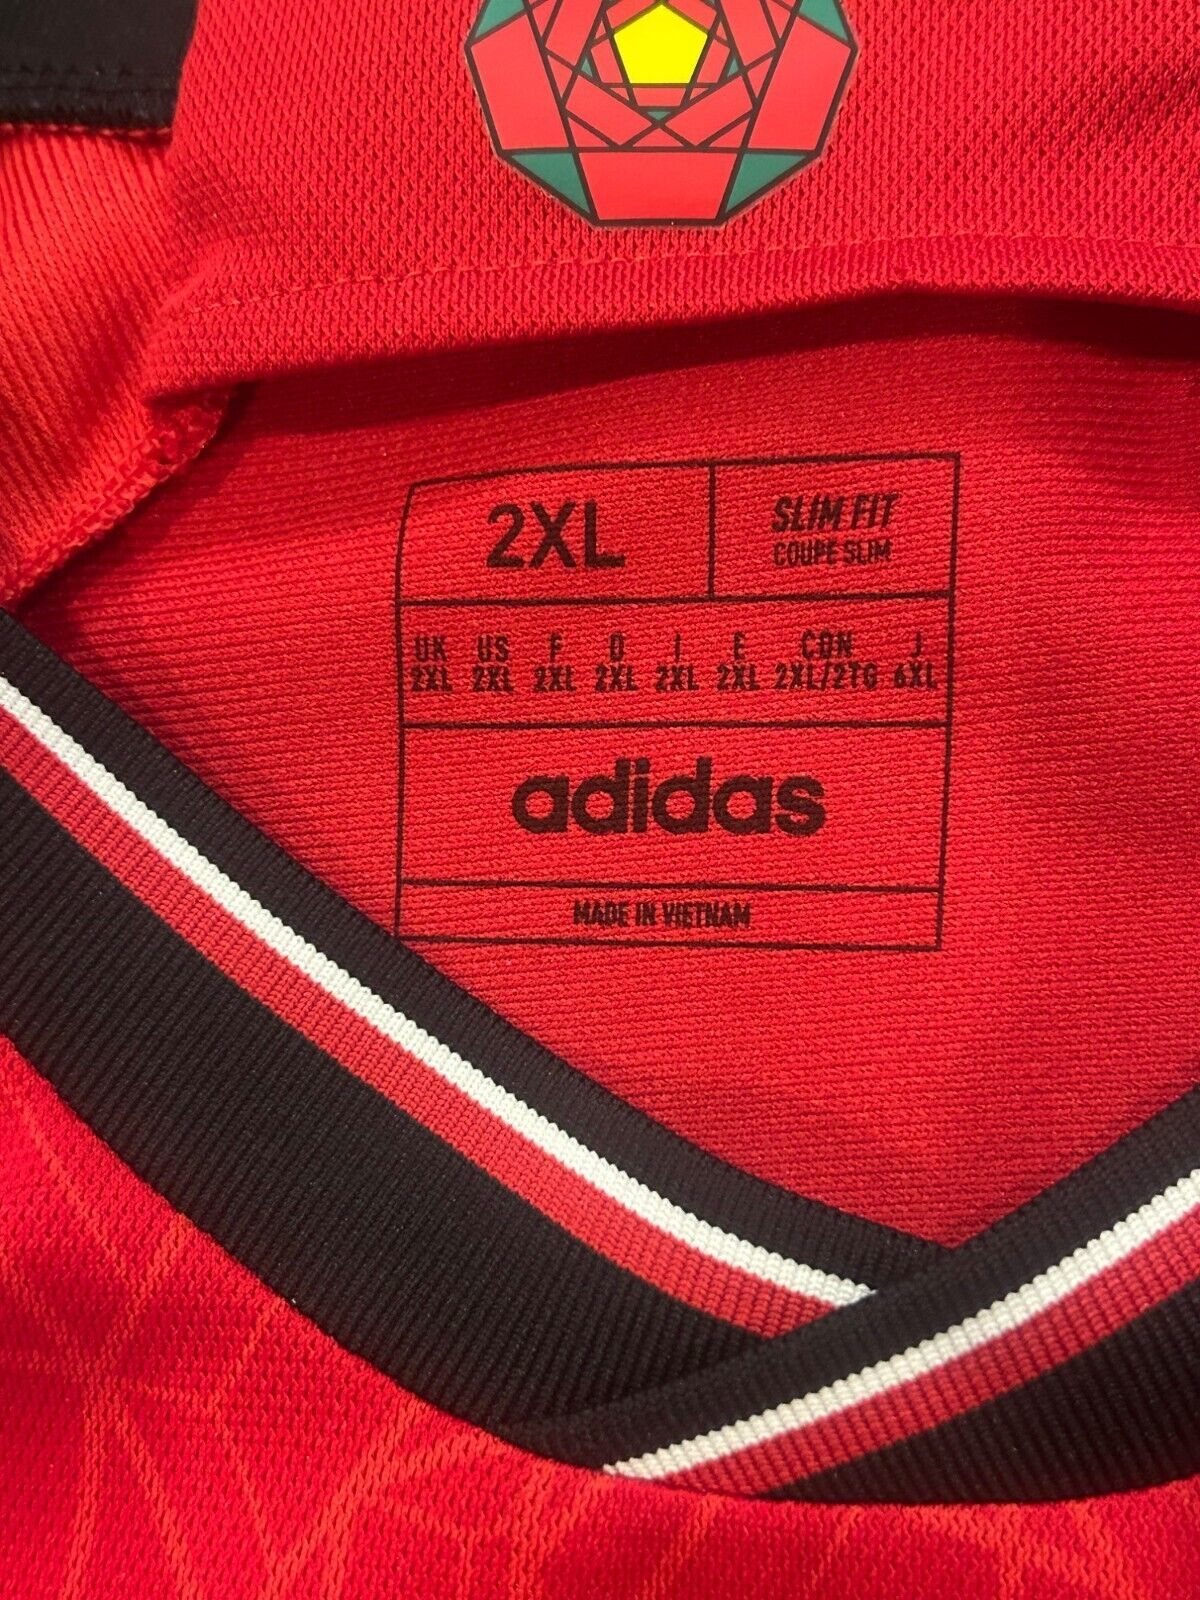 2XL
SLIM FIT
COUPE SLIM
UK US F D I E CDN J
2XL 2XL 2XL 2XL 2XL 2XL 2XL/2TG 6XL
adidas
MADE IN VIETNAM